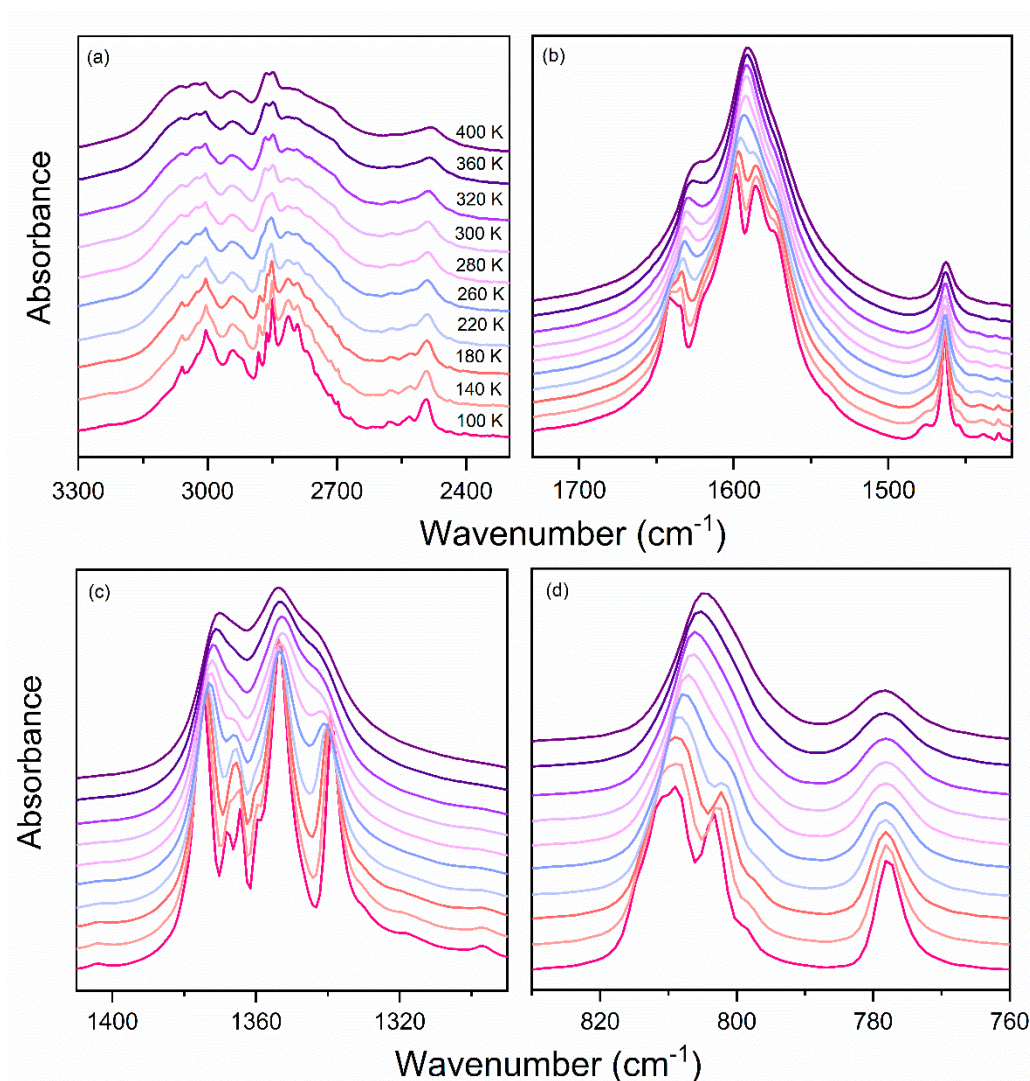 (a)
(b)
Absorbance
400 K
360 K
320 K
300 K
280 K
260 K
220 K
180 K
140 K
100 K
3300 3000 2700 2400
1700 1600 1500
Wavenumber (cm⁻¹)
(c)
(d)
Absorbance
1400 1360 1320
820 800 780 760
Wavenumber (cm⁻¹)